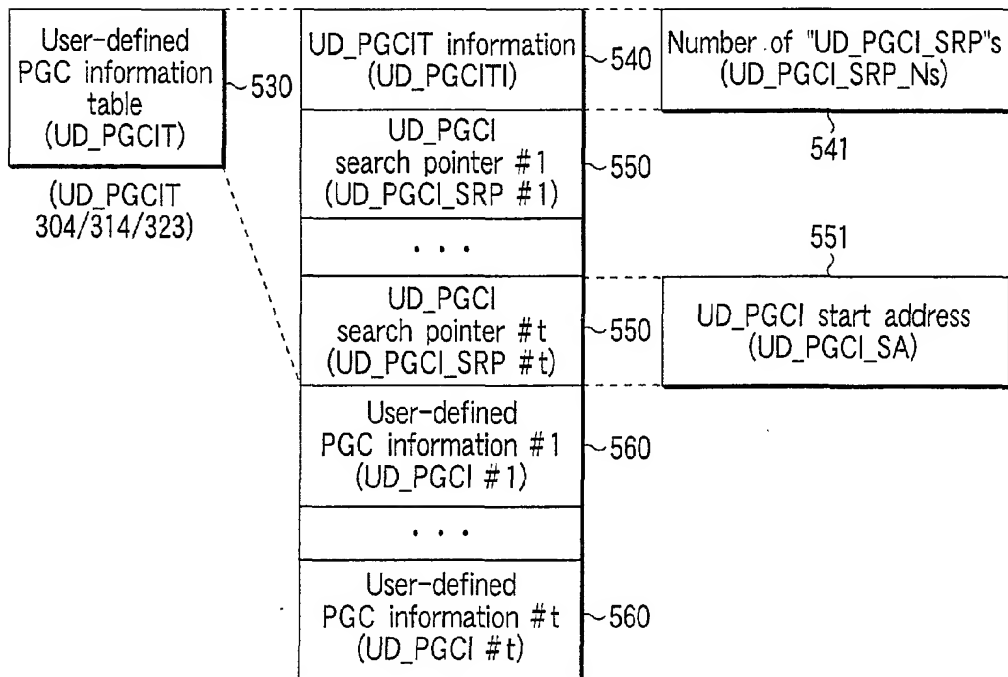 User-defined
PGC information
table
(UD_PGCIT)
530
(UD_PGCIT
304/314/323)
UD_PGCIT information
(UD_PGCITI)
540
UD_PGCI
search pointer #1
(UD_PGCI_SRP #1)
550
· · ·
UD_PGCI
search pointer #t
(UD_PGCI_SRP #t)
550
User-defined
PGC information #1
(UD_PGCI #1)
560
· · ·
User-defined
PGC information #t
(UD_PGCI #t)
560
Number of "UD_PGCI_SRP"s
(UD_PGCI_SRP_Ns)
541
551
UD_PGCI start address
(UD_PGCI_SA)